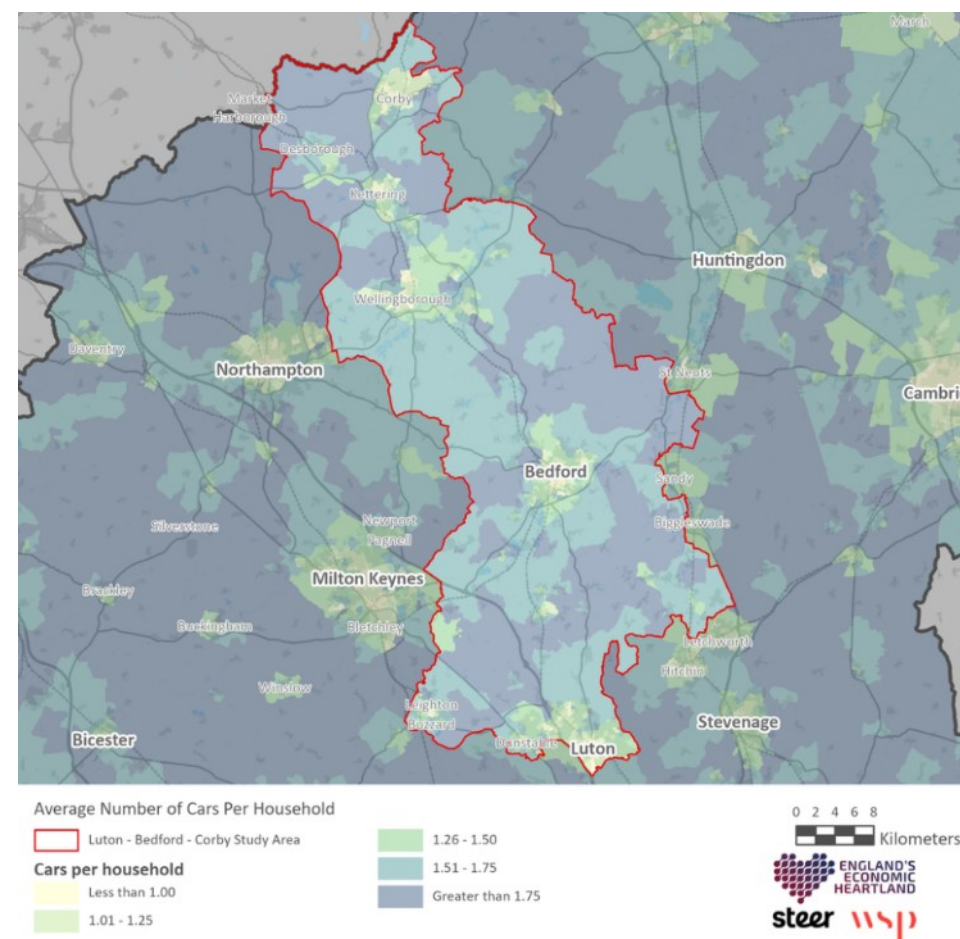 March
Market
Harborough
Corby
Desborough
Kettering
Huntingdon
Wellingborough
Daventry
Northampton
St Neots
Cambri
Bedford
Sandy
Silverstone
Newport
Pagnell
Biggleswade
Milton Keynes
Brackley
Buckingham
Bletchley
Letchworth
Hitchin
Winslow
Leighton
Buzzard
Stevenage
Bicester
Dunstable
Luton
Average Number of Cars Per Household
Luton - Bedford - Corby Study Area
Cars per household
Less than 1.00
1.01 - 1.25
1.26 - 1.50
1.51 - 1.75
Greater than 1.75
0 2 4 6 8
Kilometers
ENGLAND'S
ECONOMIC
HEARTLAND
steer wsp